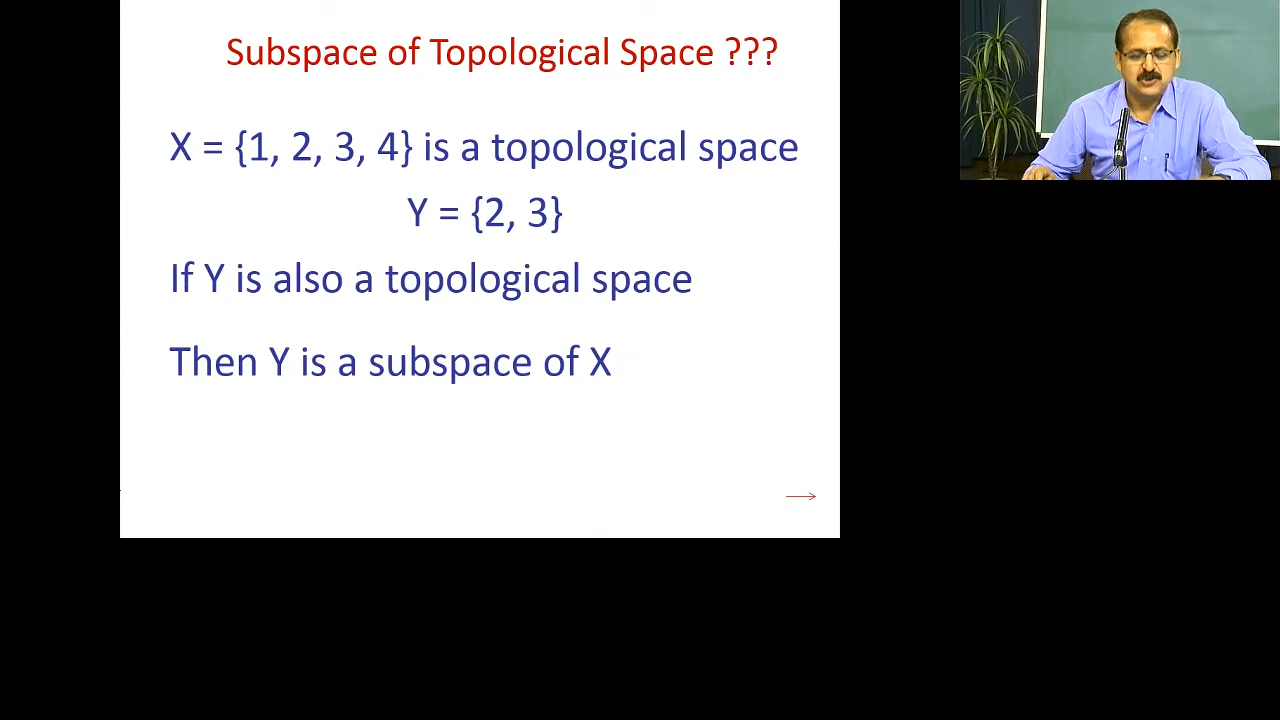 Subspace of Topological Space ???
X = {1, 2, 3, 4} is a topological space
Y = {2, 3}
If Y is also a topological space
Then Y is a subspace of X